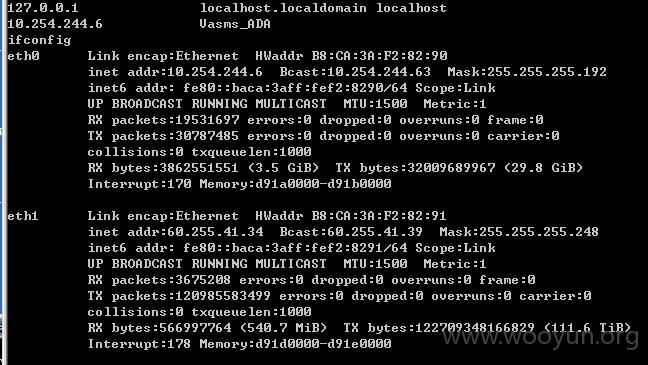 127.0.0.1 localhost.localdomain localhost
10.254.244.6 Vasms_ADA
ifconfig
eth0 Link encap:Ethernet HWaddr B8:CA:3A:F2:82:90
inet addr:10.254.244.6 Bcast:10.254.244.63 Mask:255.255.255.192
inet6 addr: fe80::baca:3aff:fef2:8290/64 Scope:Link
UP BROADCAST RUNNING MULTICAST MTU:1500 Metric:1
RX packets:19531697 errors:0 dropped:0 overruns:0 frame:0
TX packets:30787485 errors:0 dropped:0 overruns:0 carrier:0
collisions:0 txqueuelen:1000
RX bytes:3862551551 (3.5 GiB) TX bytes:32009689967 (29.8 GiB)
Interrupt:170 Memory:d91a0000-d91b0000
eth1 Link encap:Ethernet HWaddr B8:CA:3A:F2:82:91
inet addr:60.255.41.34 Bcast:60.255.41.39 Mask:255.255.255.248
inet6 addr: fe80::baca:3aff:fef2:8291/64 Scope:Link
UP BROADCAST RUNNING MULTICAST MTU:1500 Metric:1
RX packets:3675208 errors:0 dropped:0 overruns:0 frame:0
TX packets:120985583499 errors:0 dropped:0 overruns:0 carrier:0
collisions:0 txqueuelen:1000
RX bytes:566997764 (540.7 MiB) TX bytes:122709348166829 (111.6 TiB)
Interrupt:178 Memory:d91d0000-d91e0000
www.wooyun.org